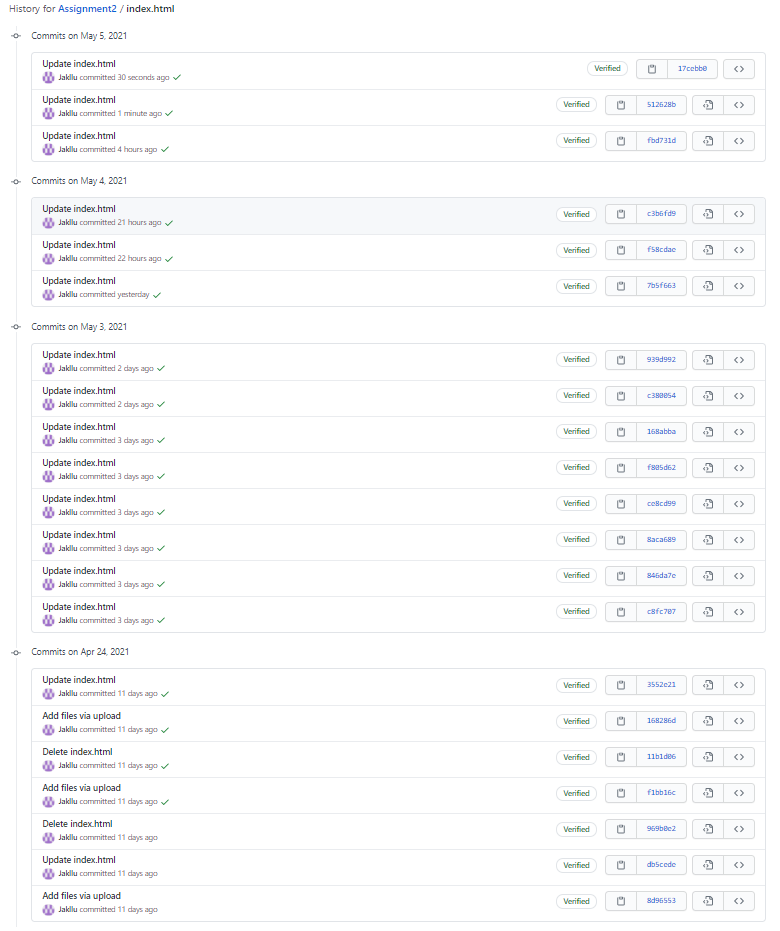 History for Assignment2 / index.html
Commits on May 5, 2021
Update index.html
Verified 17cebb0
Jakllu committed 30 seconds ago
Update index.html
Verified 512628b
Jakllu committed 1 minute ago
Update index.html
Verified fbd731d
Jakllu committed 4 hours ago
Commits on May 4, 2021
Update index.html
Verified c3b6fd9
Jakllu committed 21 hours ago
Update index.html
Verified f58cdae
Jakllu committed 22 hours ago
Update index.html
Verified 7b5f663
Jakllu committed yesterday
Commits on May 3, 2021
Update index.html
Verified 939d992
Jakllu committed 2 days ago
Update index.html
Verified c380054
Jakllu committed 2 days ago
Update index.html
Verified 168abba
Jakllu committed 3 days ago
Update index.html
Verified f805d62
Jakllu committed 3 days ago
Update index.html
Verified ce8cd99
Jakllu committed 3 days ago
Update index.html
Verified 8aca689
Jakllu committed 3 days ago
Update index.html
Verified 846da7e
Jakllu committed 3 days ago
Update index.html
Verified c8fc707
Jakllu committed 3 days ago
Commits on Apr 24, 2021
Update index.html
Verified 3552e21
Jakllu committed 11 days ago
Add files via upload
Verified 168286d
Jakllu committed 11 days ago
Delete index.html
Verified 11b1d06
Jakllu committed 11 days ago
Add files via upload
Verified f1bb16c
Jakllu committed 11 days ago
Delete index.html
Verified 969b0e2
Jakllu committed 11 days ago
Update index.html
Verified db5cede
Jakllu committed 11 days ago
Add files via upload
Verified 8d96553
Jakllu committed 11 days ago